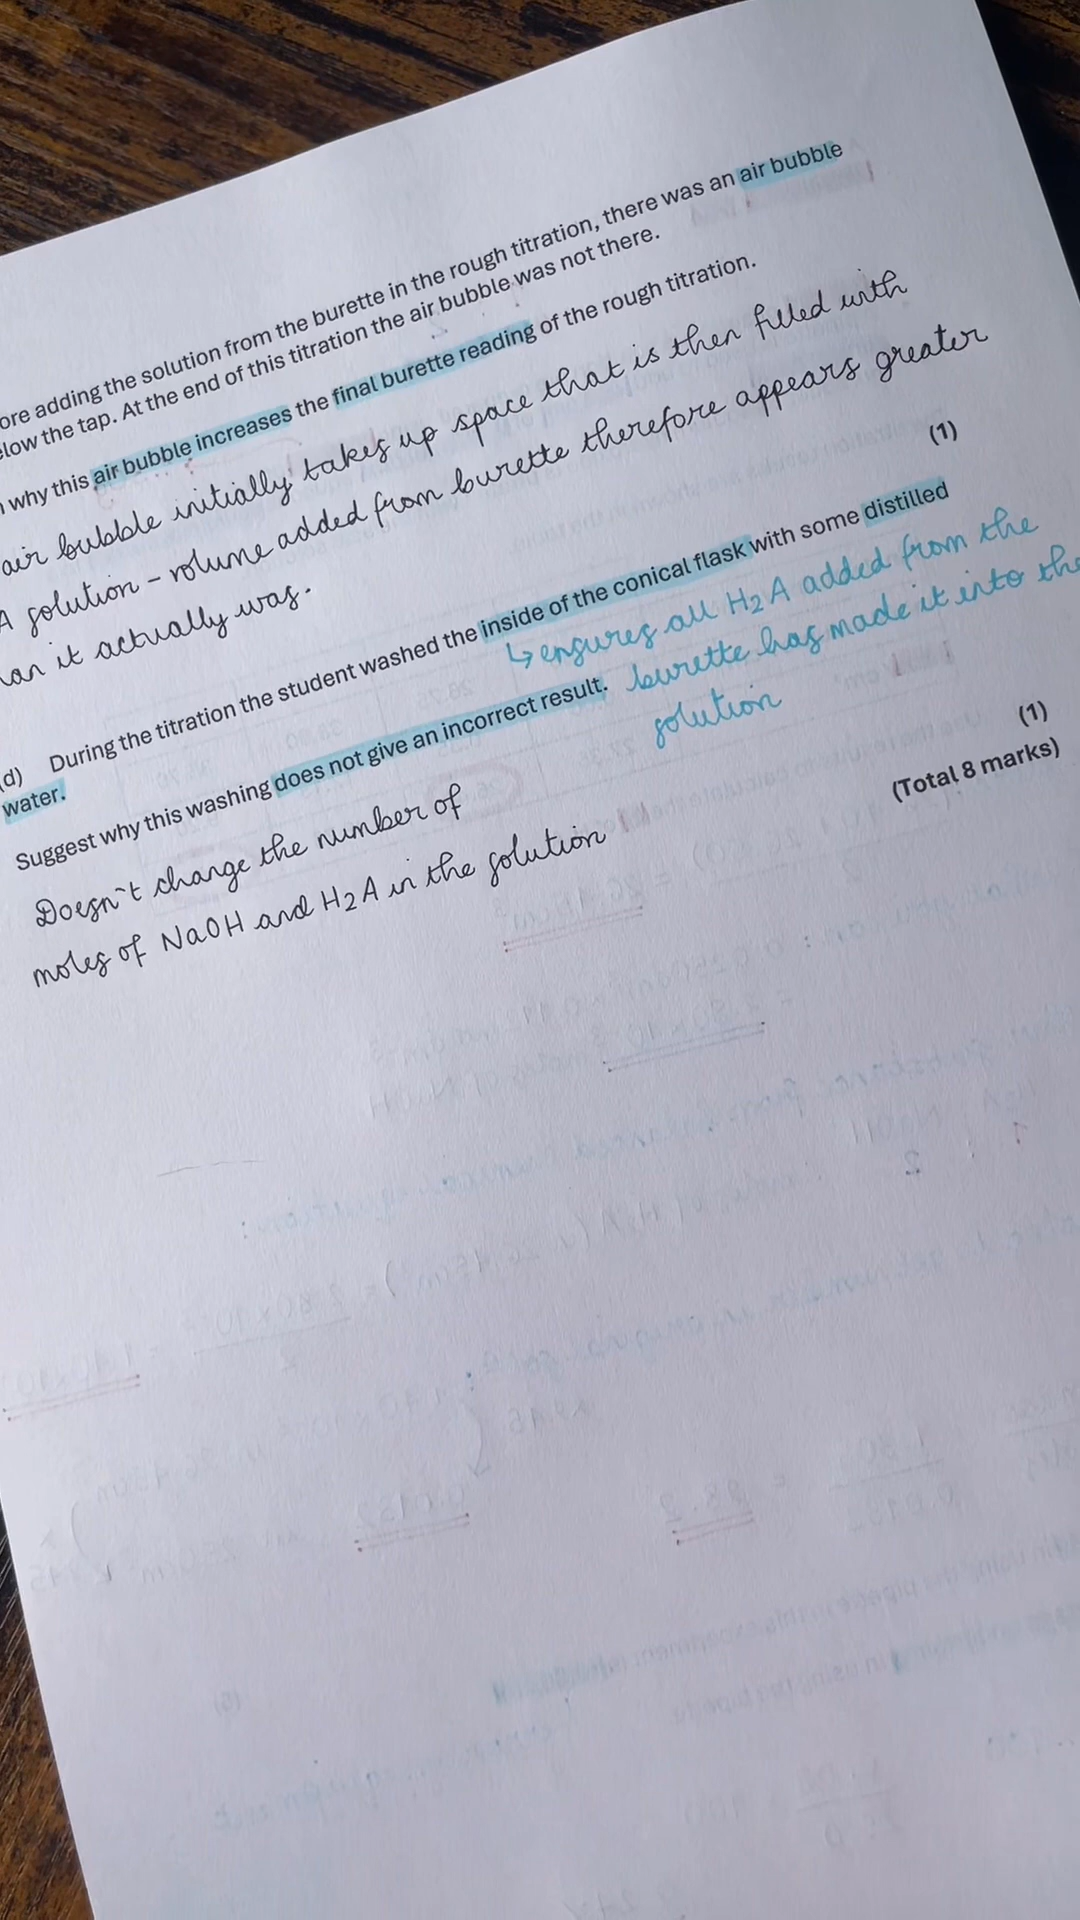 ore adding the solution from the burette in the rough titration, there was an air bubble
elow the tap. At the end of this titration the air bubble was not there.
why this air bubble increases the final burette reading of the rough titration.
air bubble initially takes up space that is then filled with
A solution - volume added from burette therefore appears greater
an it actually was.
(1)
(d) During the titration the student washed the inside of the conical flask with some distilled
water.
↳ ensures all H2A added from the
burette has made it into the
solution
Suggest why this washing does not give an incorrect result.
Doesn't change the number of
moles of NaOH and H2A in the solution
(1)
(Total 8 marks)